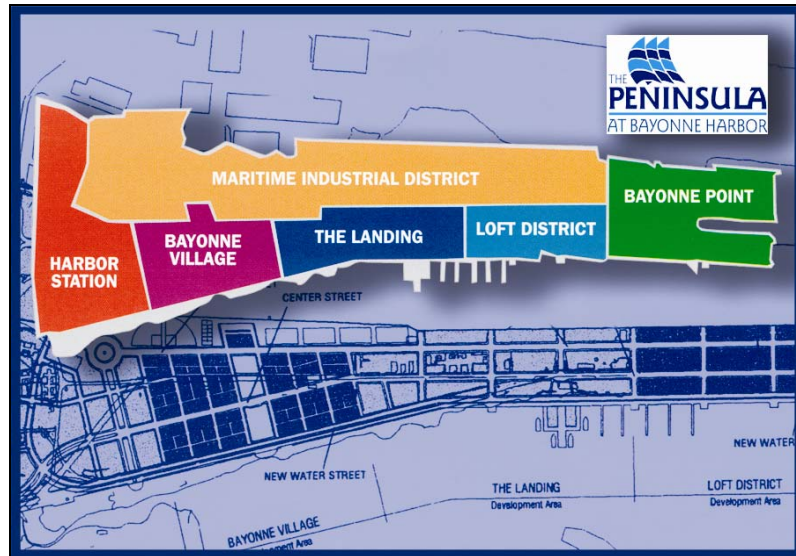 THE
PENINSULA
AT BAYONNE HARBOR
MARITIME INDUSTRIAL DISTRICT
BAYONNE POINT
BAYONNE
VILLAGE
THE LANDING
LOFT DISTRICT
HARBOR
STATION
CENTER STREET
NEW WATER STREET
NEW WATER
THE LANDING
Development Area
LOFT DISTRICT
Development Area
BAYONNE VILLAGE
Area